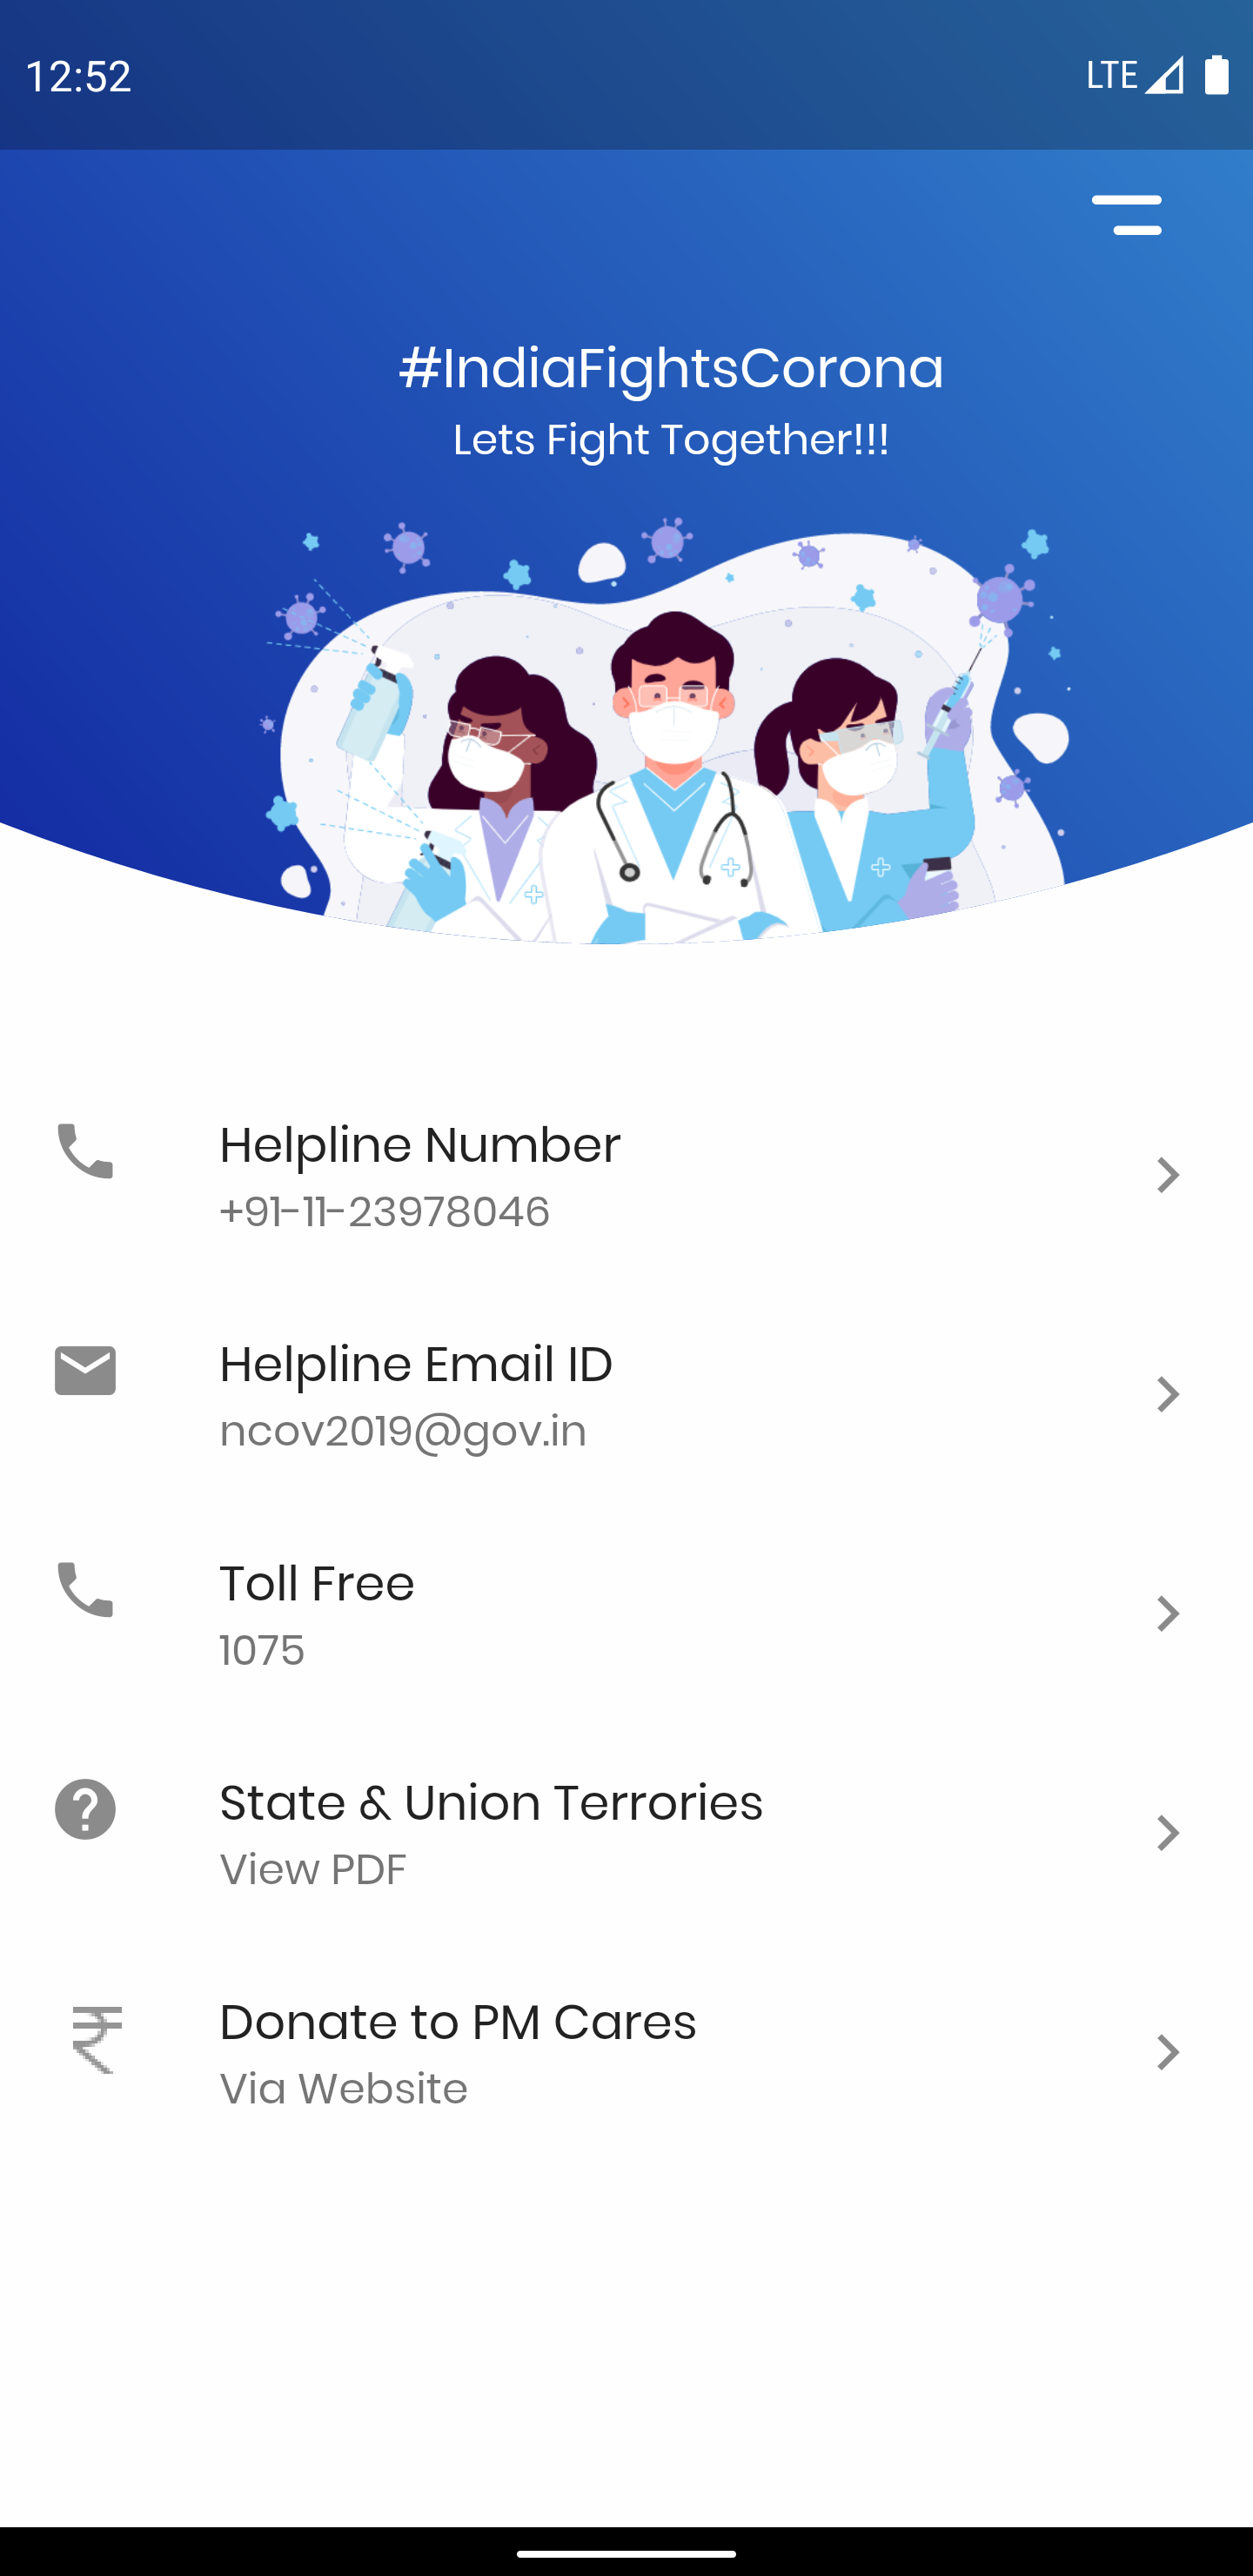 12:52
LTE
#IndiaFightsCorona
Lets Fight Together!!!
Helpline Number
+91-11-23978046
Helpline Email ID
ncov2019@gov.in
Toll Free
1075
State & Union Terrories
View PDF
Donate to PM Cares
Via Website